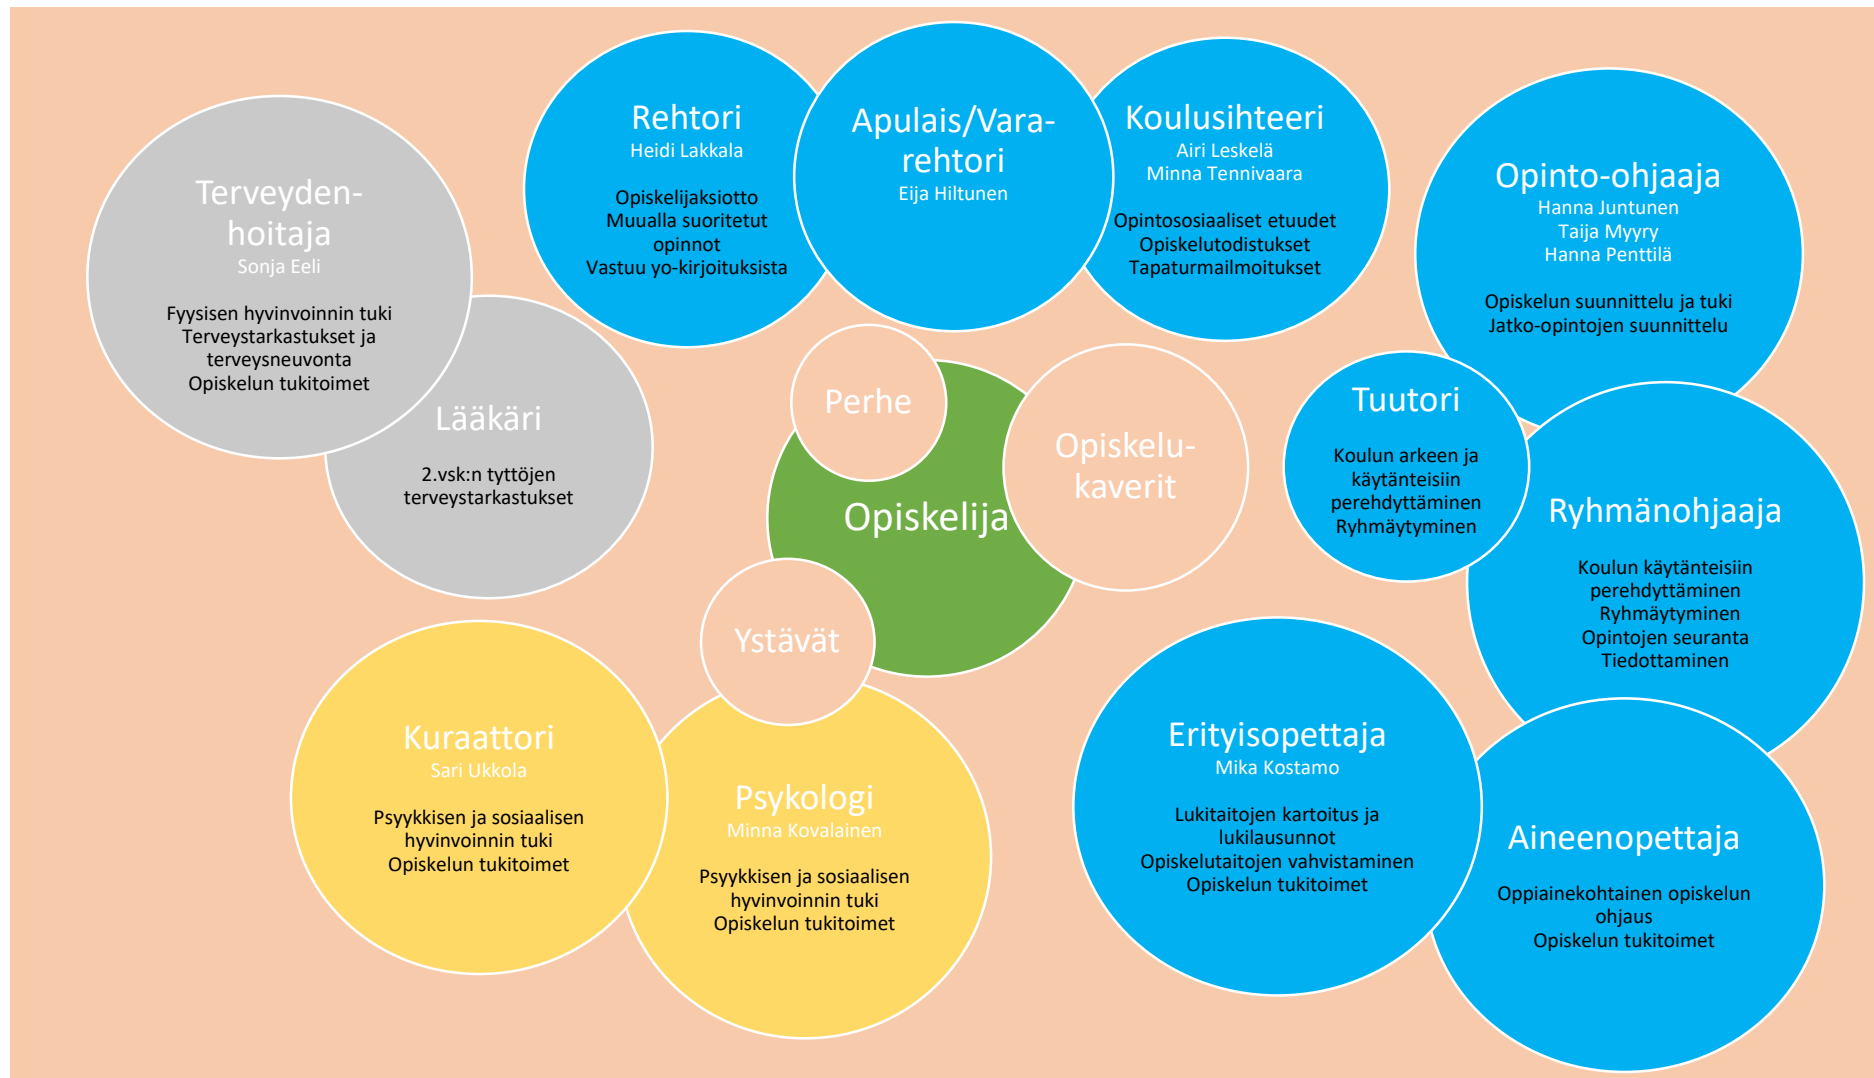 Terveyden-
hoitaja
Sonja Eeli
Fyysisen hyvinvoinnin tuki
Terveystarkastukset ja
terveysneuvonta
Opiskelun tukitoimet
Lääkäri
2.vsk:n tyttöjen
terveystarkastukset
Rehtori
Heidi Lakkala
Opiskelijaksiotto
Muualla suoritetut
opinnot
Vastuu yo-kirjoituksista
Apulais/Vara-
rehtori
Eija Hiltunen
Koulusihteeri
Airi Leskelä
Minna Tennivaara
Opintososiaaliset etuudet
Opiskelutodistukset
Tapaturmailmoitukset
Opinto-ohjaaja
Hanna Juntunen
Taija Myyry
Hanna Penttilä
Opiskelun suunnittelu ja tuki
Jatko-opintojen suunnittelu
Perhe
Opiskelu-
kaverit
Opiskelija
Ystävät
Tuutori
Koulun arkeen ja
käytänteisiin
perehdyttäminen
Ryhmäytyminen
Ryhmänohjaaja
Koulun käytänteisiin
perehdyttäminen
Ryhmäytyminen
Opintojen seuranta
Tiedottaminen
Kuraattori
Sari Ukkola
Psyykkisen ja sosiaalisen
hyvinvoinnin tuki
Opiskelun tukitoimet
Psykologi
Minna Kovalainen
Psyykkisen ja sosiaalisen
hyvinvoinnin tuki
Opiskelun tukitoimet
Erityisopettaja
Mika Kostamo
Lukitaitojen kartoitus ja
lukilausunnot
Opiskelutaitojen vahvistaminen
Opiskelun tukitoimet
Aineenopettaja
Oppiainekohtainen opiskelun
ohjaus
Opiskelun tukitoimet